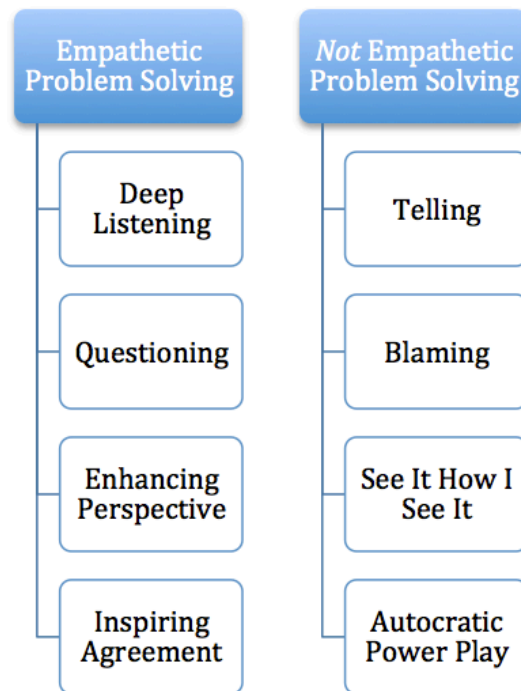 Empathetic
Problem Solving
Deep
Listening
Questioning
Enhancing
Perspective
Inspiring
Agreement
Not Empathetic
Problem Solving
Telling
Blaming
See It How I
See It
Autocratic
Power Play